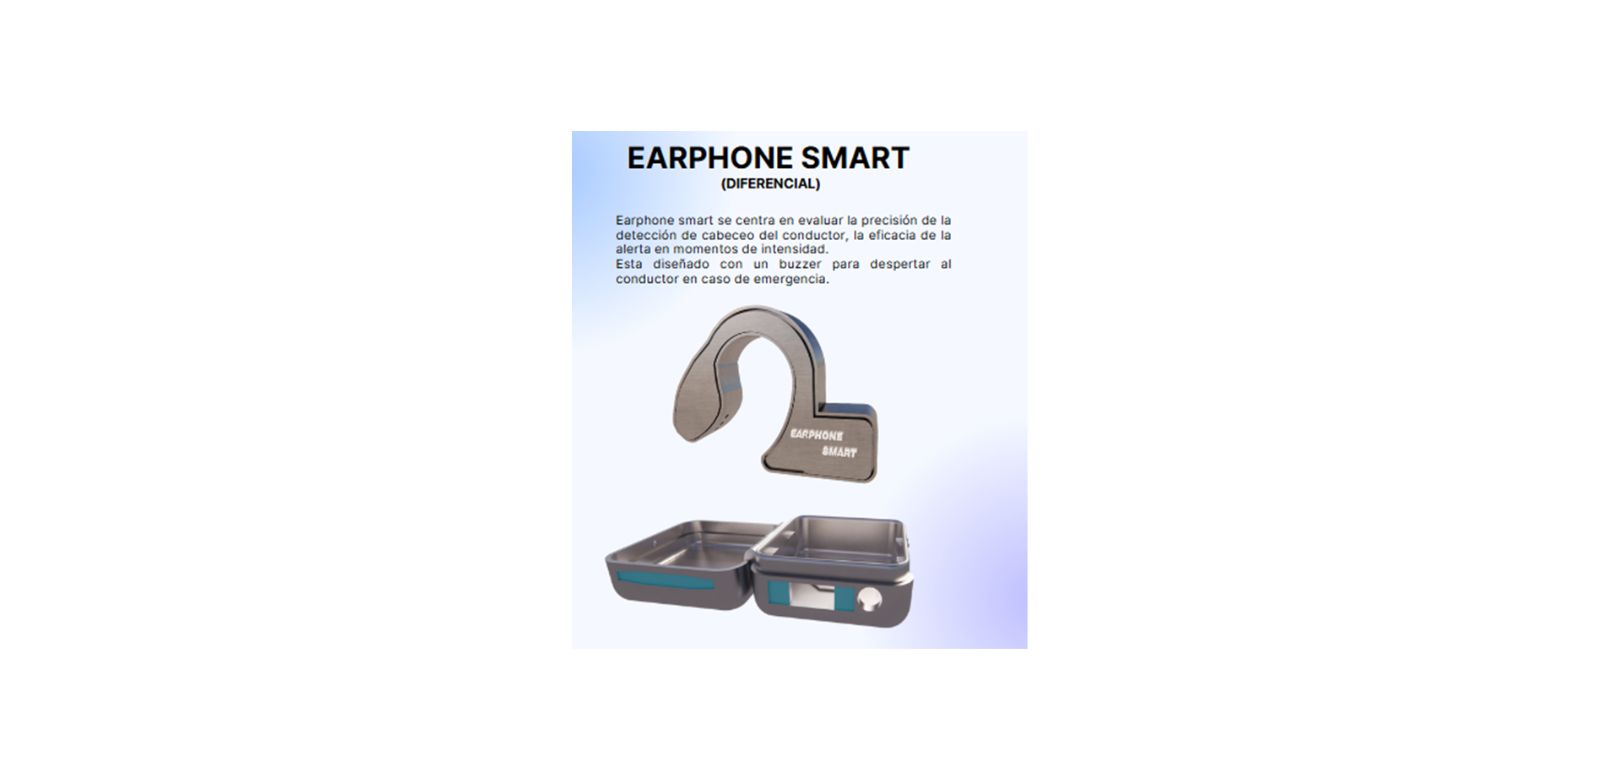 EARPHONE SMART
(DIFERENCIAL)
Earphone smart se centra en evaluar la precisión de la
detección de cabeceo del conductor, la eficacia de la
alerta en momentos de intensidad.
Esta diseñado con un buzzer para despertar al
conductor en caso de emergencia.
EARPHONE
SMART